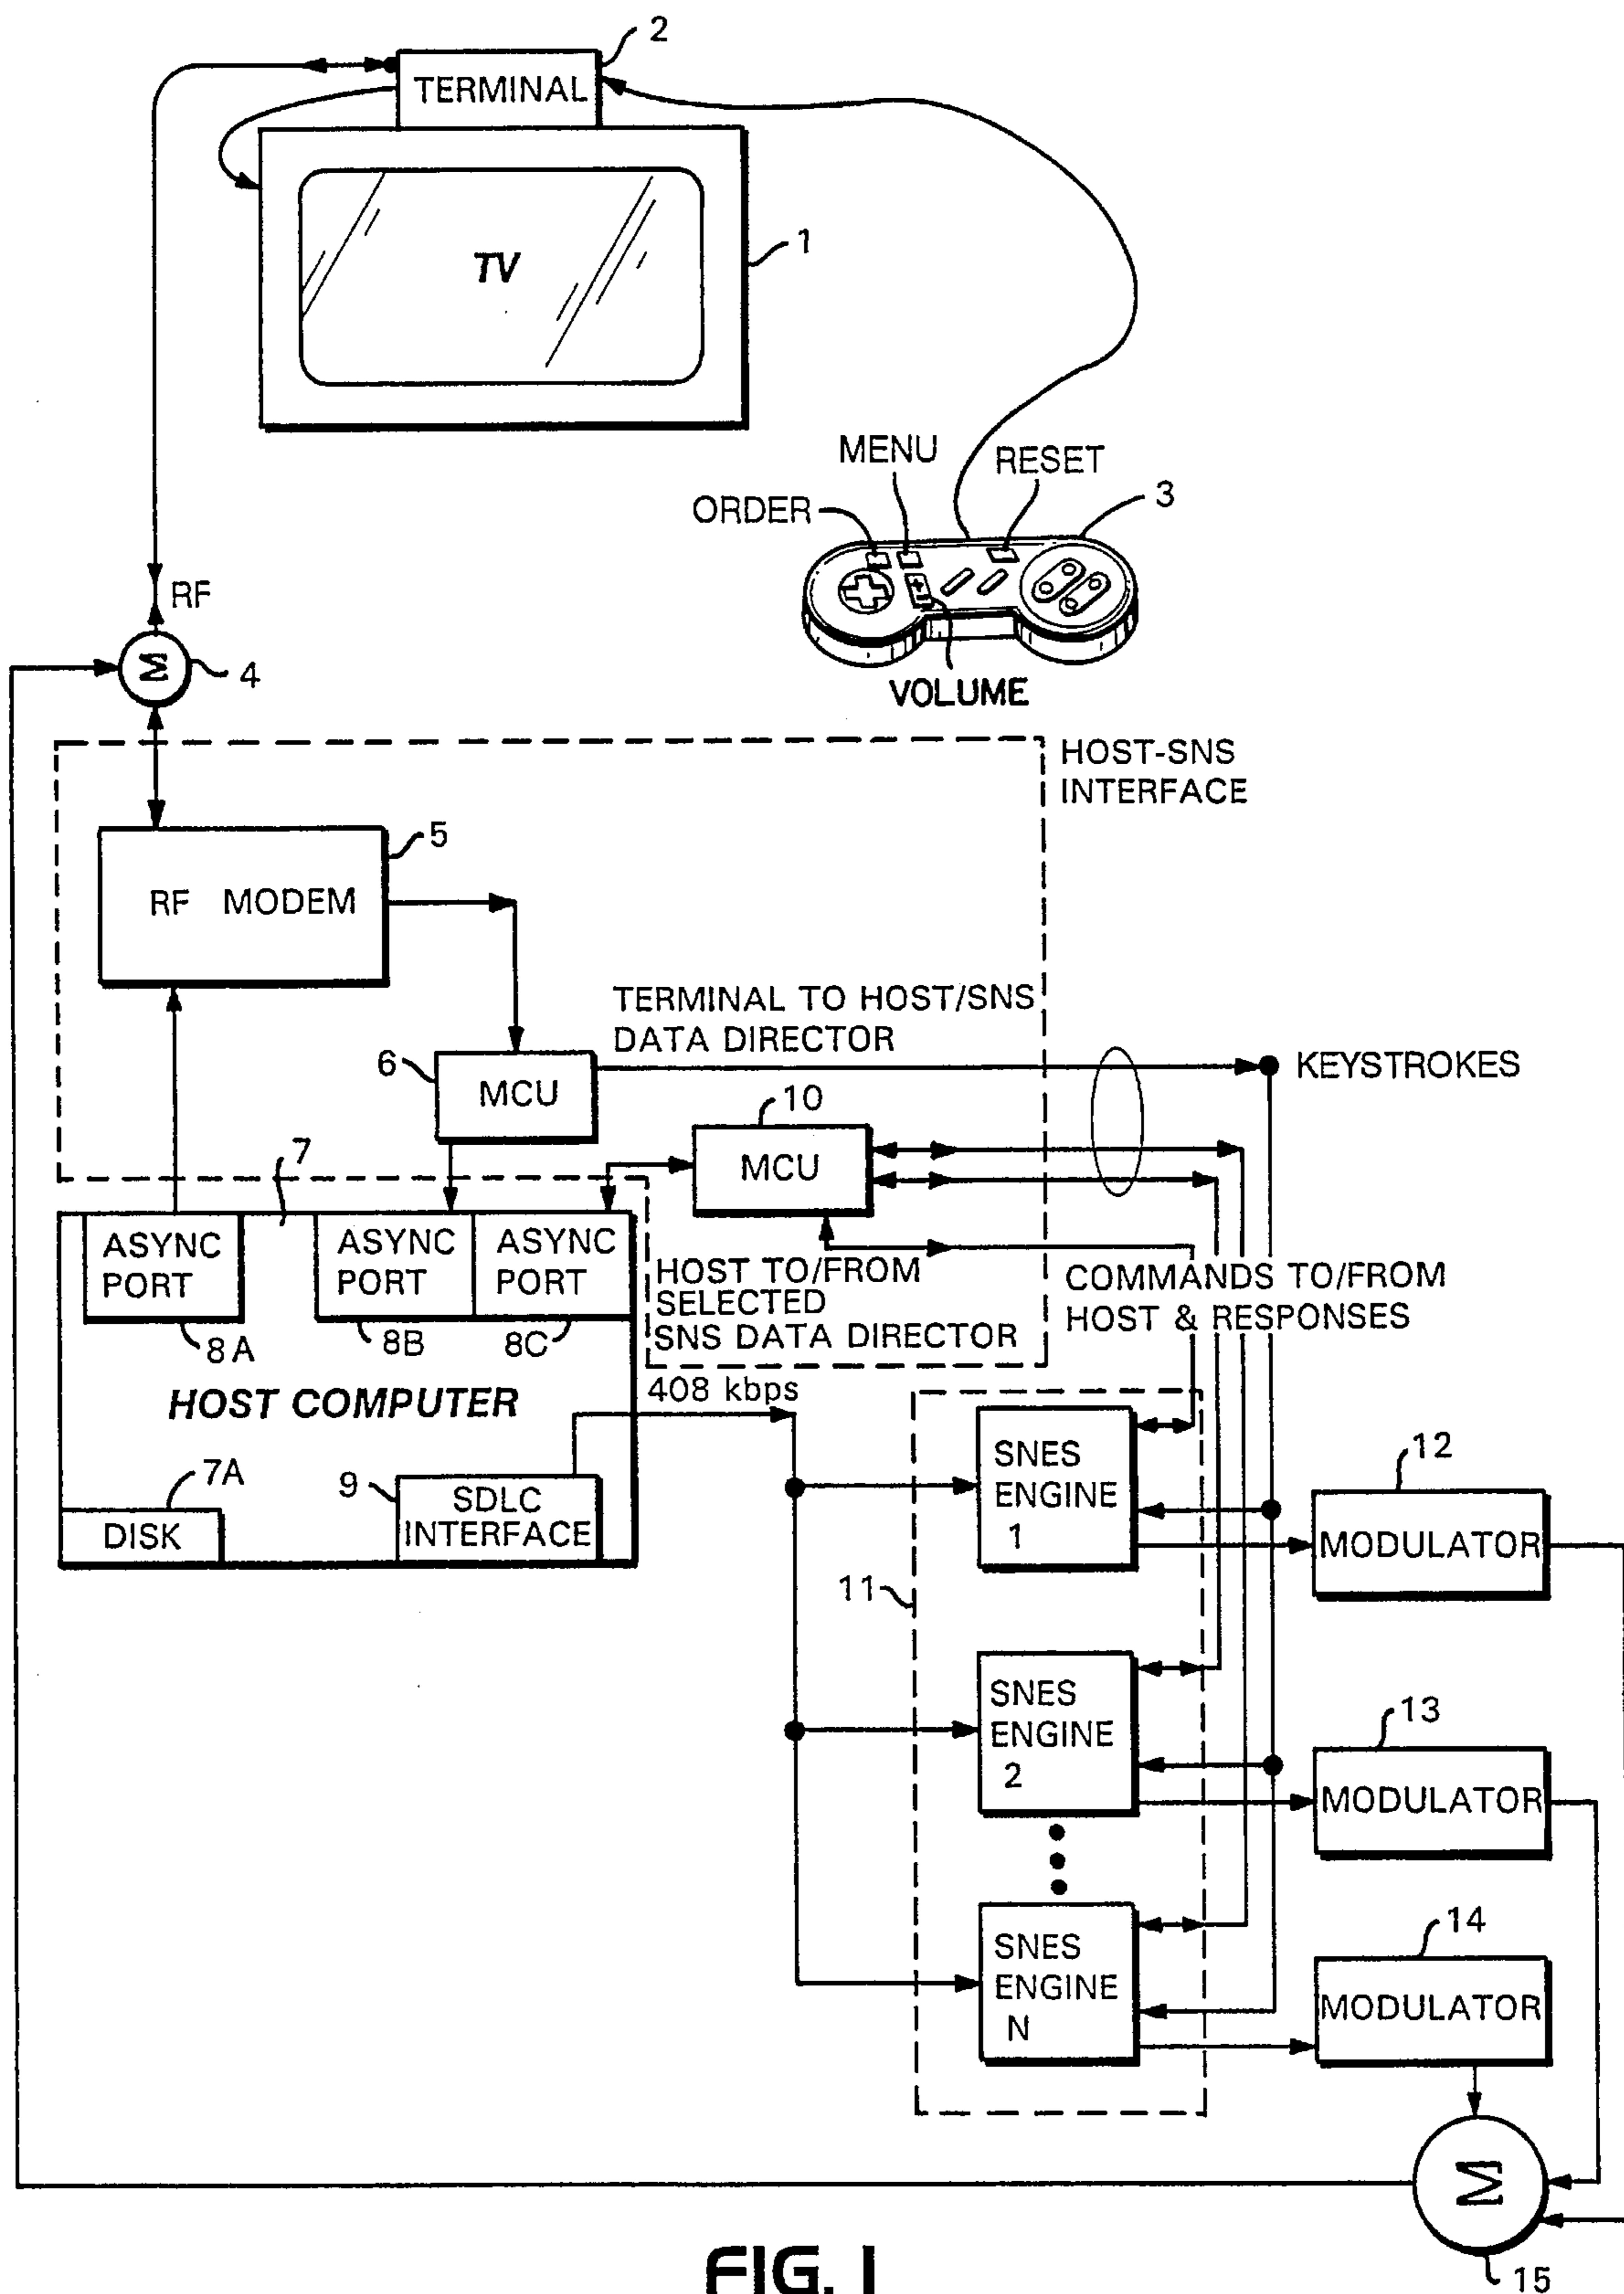 2
TERMINAL
TV
1
MENU
RESET
ORDER
3
VOLUME
RF
Σ
4
HOST-SNS
INTERFACE
5
RF MODEM
TERMINAL TO HOST/SNS
DATA DIRECTOR
6
MCU
KEYSTROKES
10
MCU
7
ASYNC
PORT
ASYNC
PORT
ASYNC
PORT
8A
8B
8C
HOST TO/FROM
SELECTED
SNS DATA DIRECTOR
COMMANDS TO/FROM
HOST & RESPONSES
HOST COMPUTER
408 kbps
7A
DISK
9
SDLC
INTERFACE
11
SNES
ENGINE
1
12
MODULATOR
SNES
ENGINE
2
13
MODULATOR
SNES
ENGINE
N
14
MODULATOR
Σ
15
FIG. 1